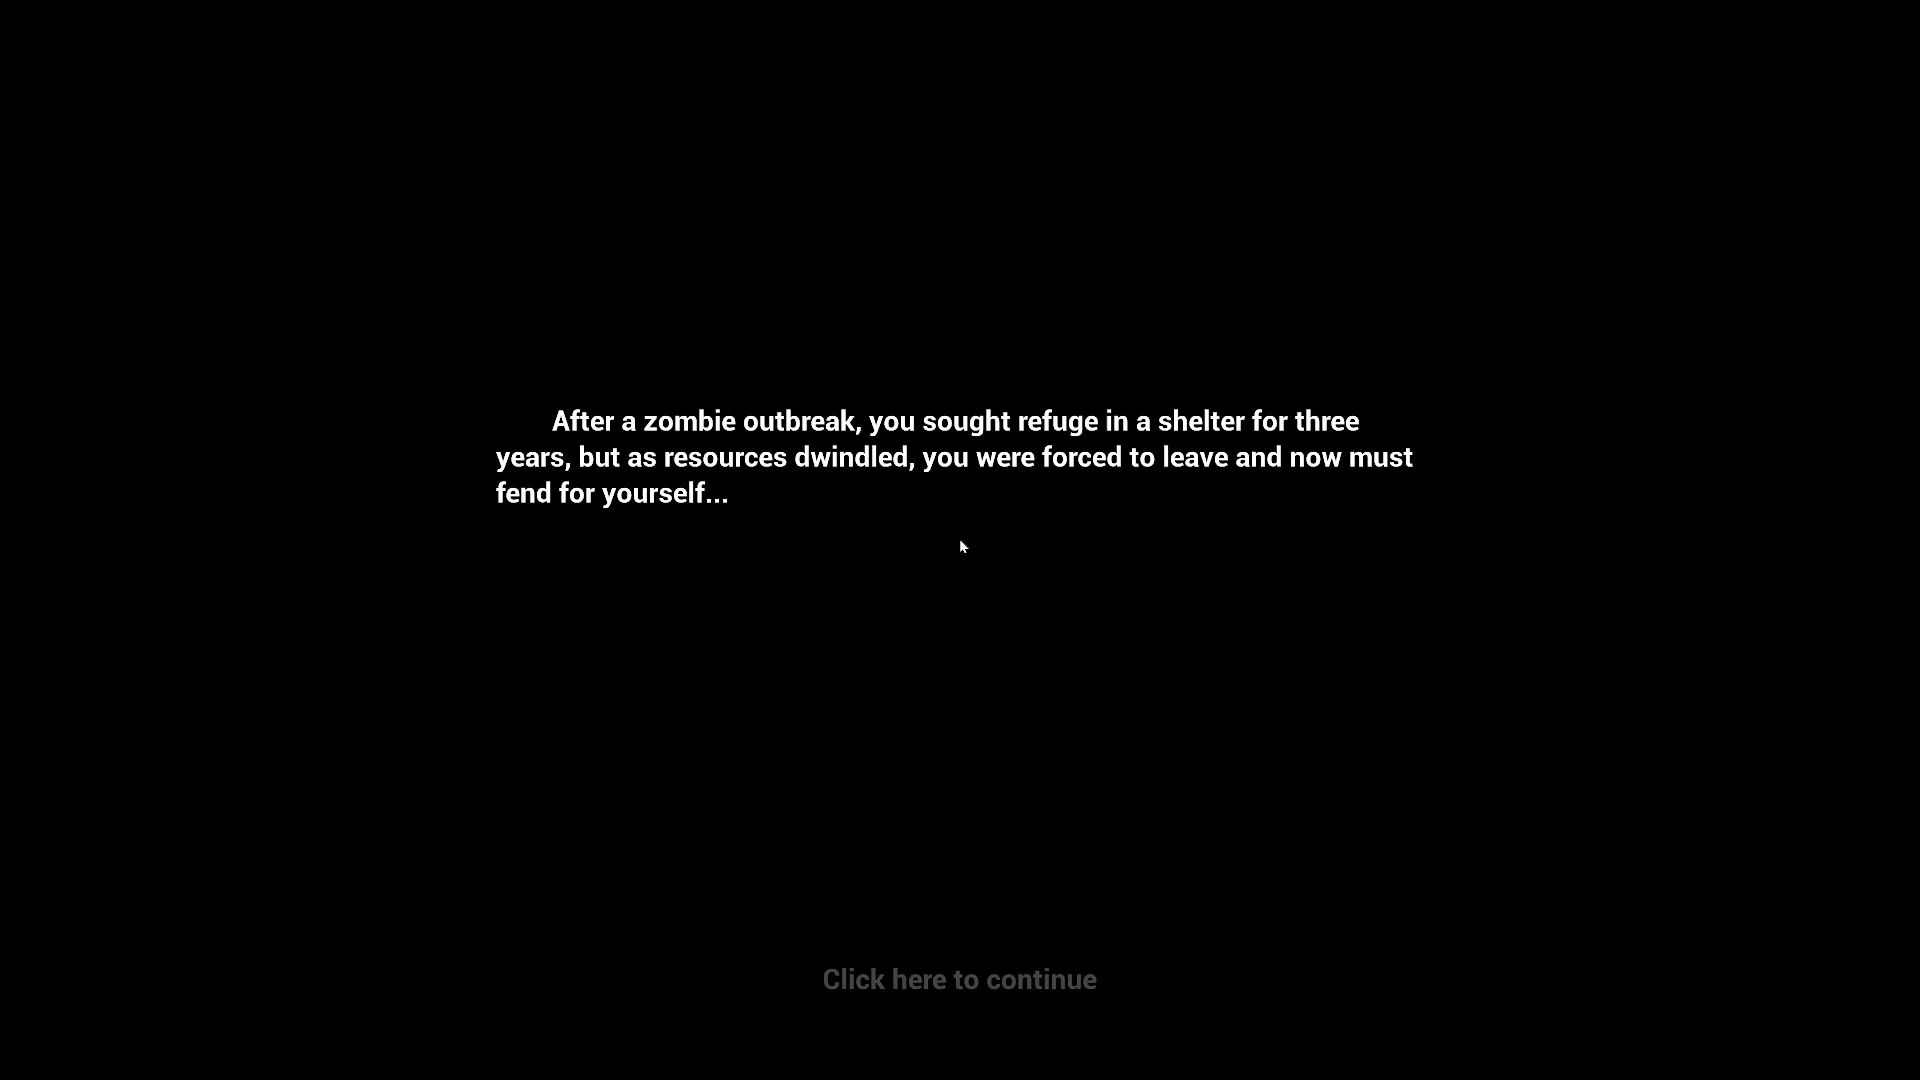 After a zombie outbreak, you sought refuge in a shelter for three
years, but as resources dwindled, you were forced to leave and now must
fend for yourself...
Click here to continue